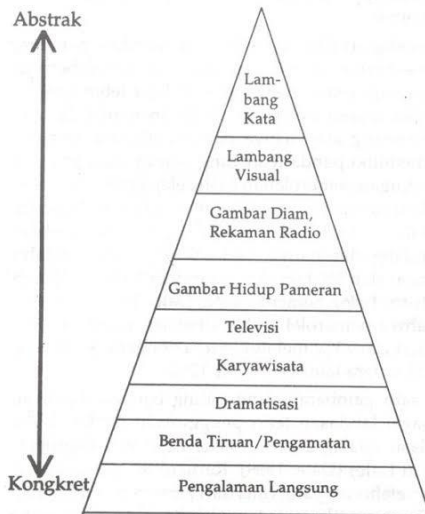 Abstrak
Lam-
bang
Kata
Lambang
Visual
Gambar Diam,
Rekaman Radio
Gambar Hidup Pameran
Televisi
Karyawisata
Dramatisasi
Benda Tiruan/Pengamatan
Kongkret
Pengalaman Langsung